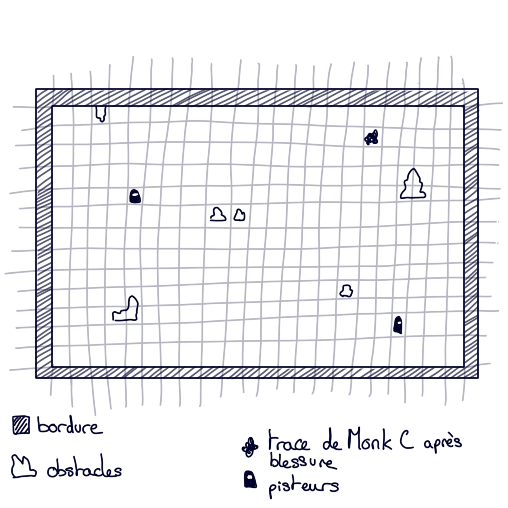 bordure
obstacles
trace de Monk C après
blessure
pisteurs